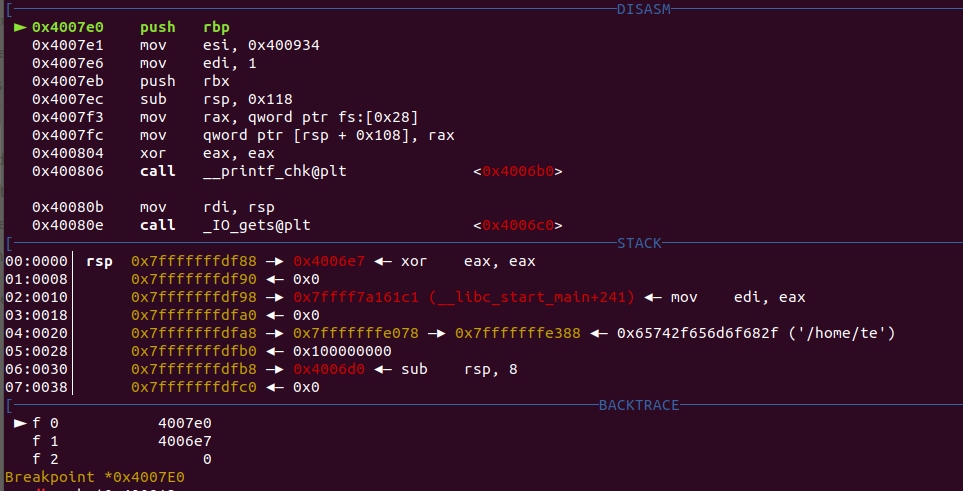 [ DISASM
► 0x4007e0 push rbp
0x4007e1 mov esi, 0x400934
0x4007e6 mov edi, 1
0x4007eb push rbx
0x4007ec sub rsp, 0x118
0x4007f3 mov rax, qword ptr fs:[0x28]
0x4007fc mov qword ptr [rsp + 0x108], rax
0x400804 xor eax, eax
0x400806 call __printf_chk@plt <0x4006b0>
0x40080b mov rdi, rsp
0x40080e call _IO_gets@plt <0x4006c0>
[ STACK
00:0000│ rsp 0x7fffffffdf88 —▸ 0x4006e7 ◂— xor eax, eax
01:0008│ 0x7fffffffdf90 ◂— 0x0
02:0010│ 0x7fffffffdf98 —▸ 0x7ffff7a161c1 (__libc_start_main+241) ◂— mov edi, eax
03:0018│ 0x7fffffffdfa0 ◂— 0x0
04:0020│ 0x7fffffffdfa8 —▸ 0x7fffffffe078 —▸ 0x7fffffffe388 ◂— 0x65742f656d6f682f ('/home/te')
05:0028│ 0x7fffffffdfb0 ◂— 0x100000000
06:0030│ 0x7fffffffdfb8 —▸ 0x4006d0 ◂— sub rsp, 8
07:0038│ 0x7fffffffdfc0 ◂— 0x0
[ BACKTRACE
► f 0 4007e0
f 1 4006e7
f 2 0
Breakpoint *0x4007E0